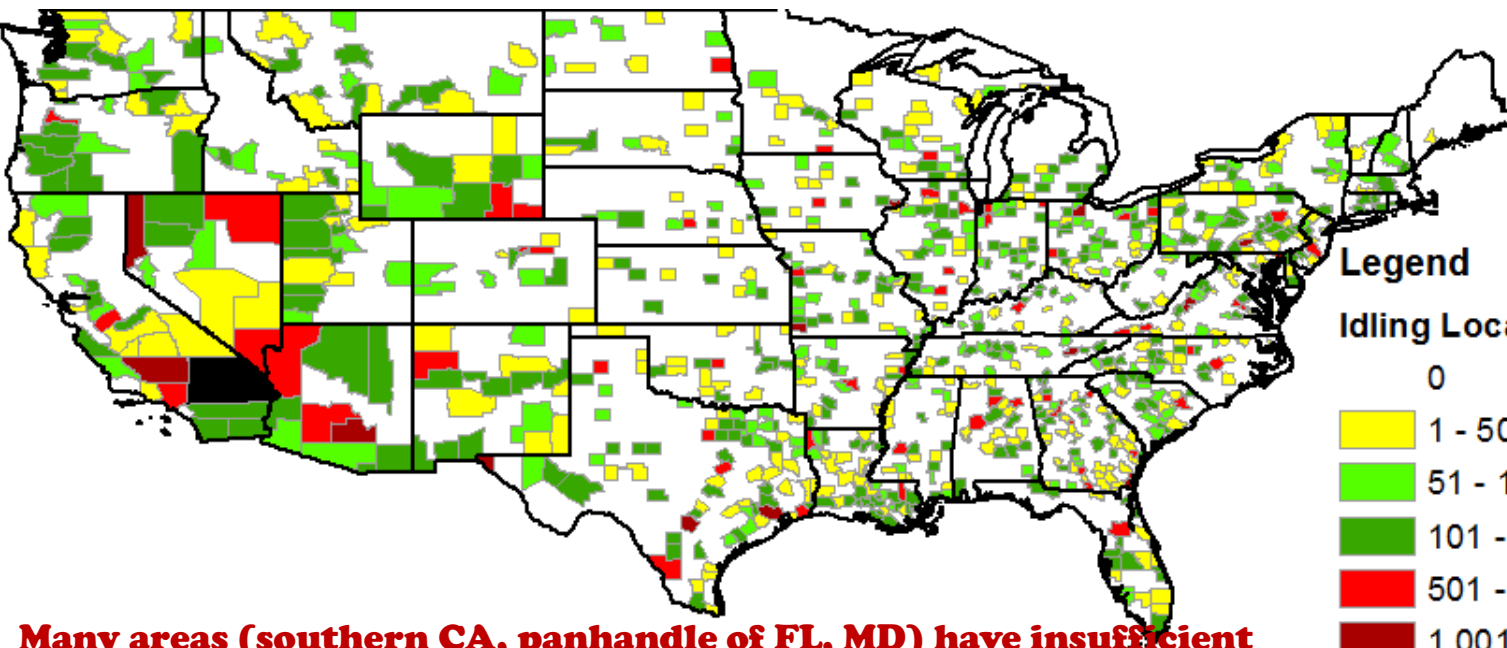 Legend
Idling Loca
0
1 - 50
51 - 1
101 -
501 -
1,001
Many areas (southern CA, panhandle of FL, MD) have insufficient